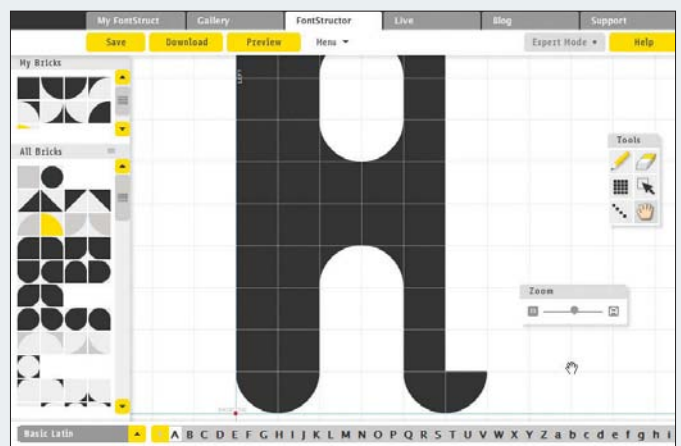 My FontStruct Gallery FontStructor Live Blog Support
Save Download Preview Menu Expert Mode Help
My Bricks
LEFT
Tools
All Bricks
Zoom
Basic Latin A B C D E F G H I J K L M N O P Q R S T U V W X Y Z a b c d e f g h i